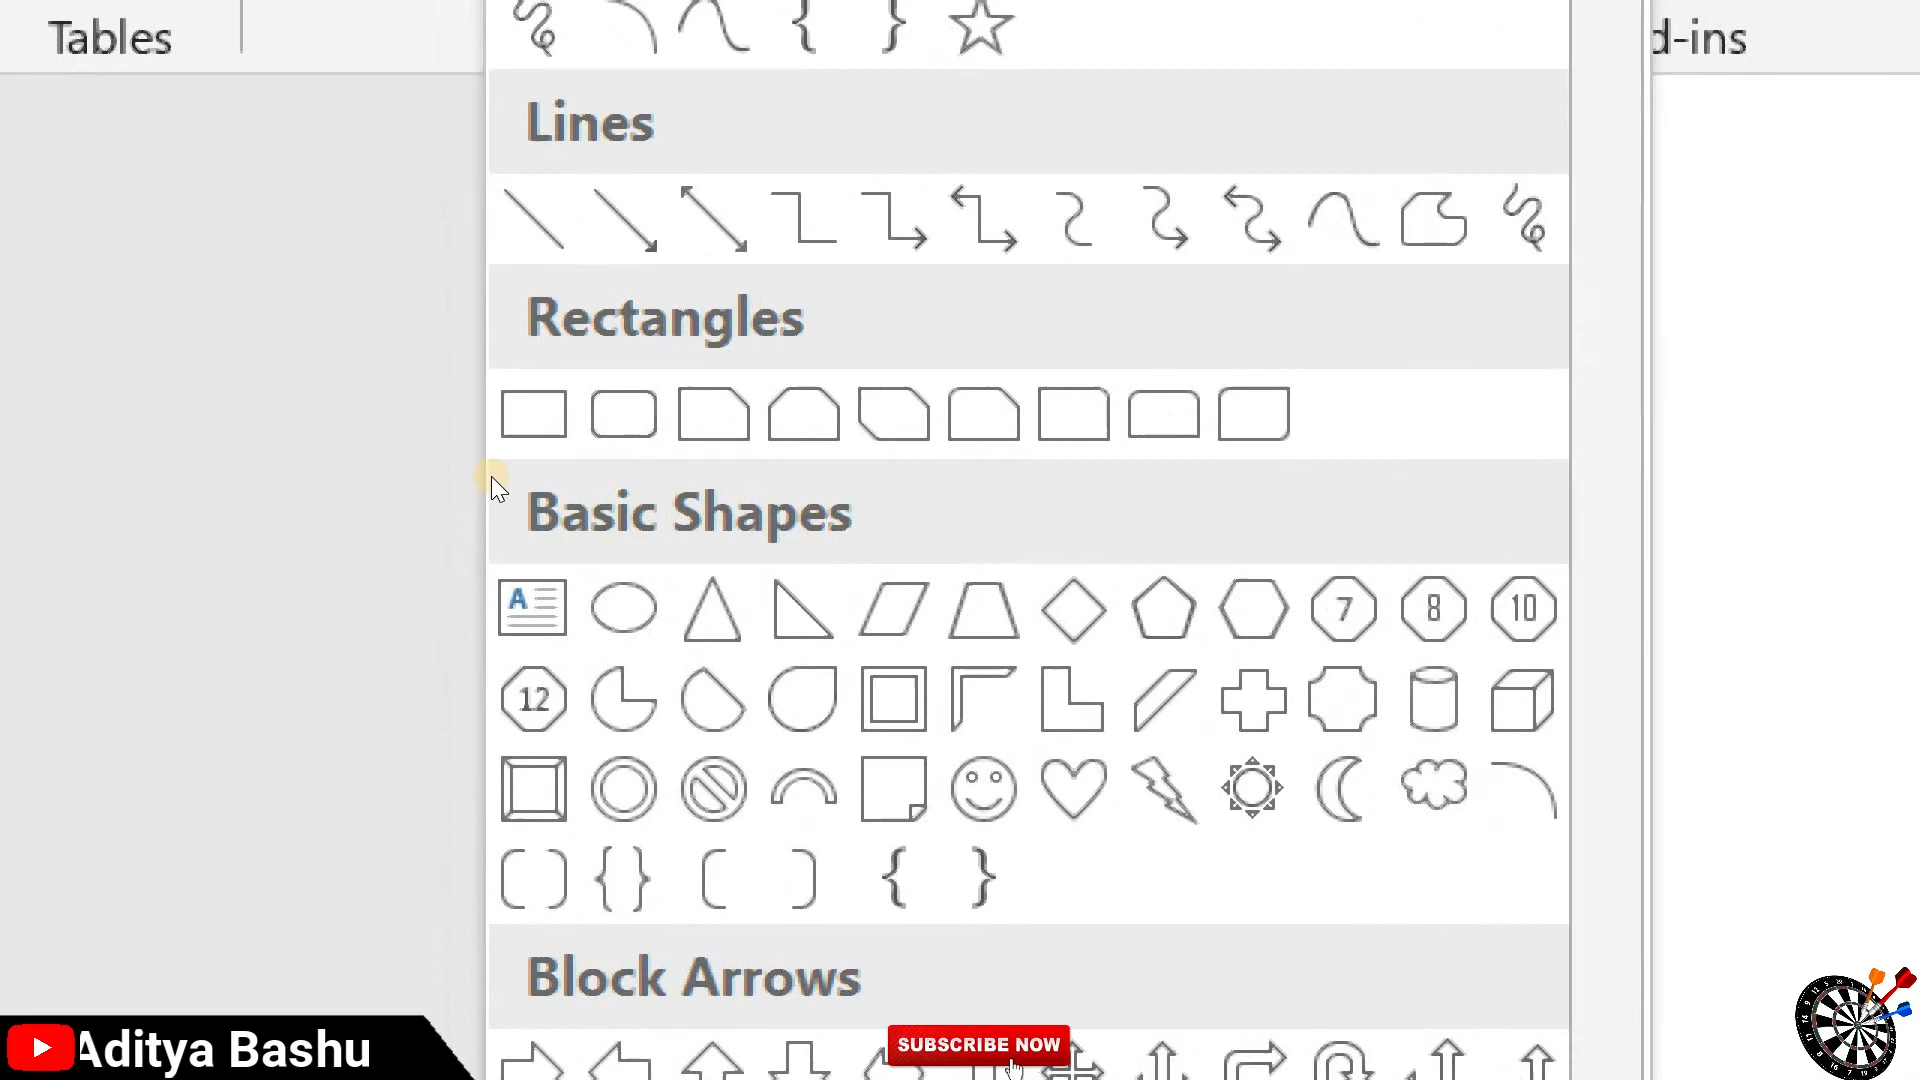 Tables
d-ins
Lines
Rectangles
Basic Shapes
A
7
8
10
12
Block Arrows
Aditya Bashu
SUBSCRIBE NOW